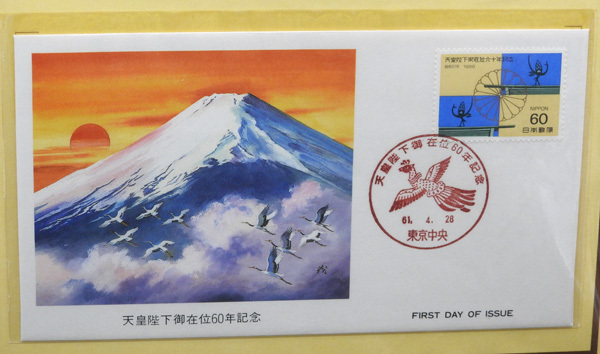 天皇陛下御在位六十年記念
NIPPON
60
日本郵便
天皇陛下御在位60年記念
61. 4. 28
東京中央
天皇陛下御在位60年記念
FIRST DAY OF ISSUE